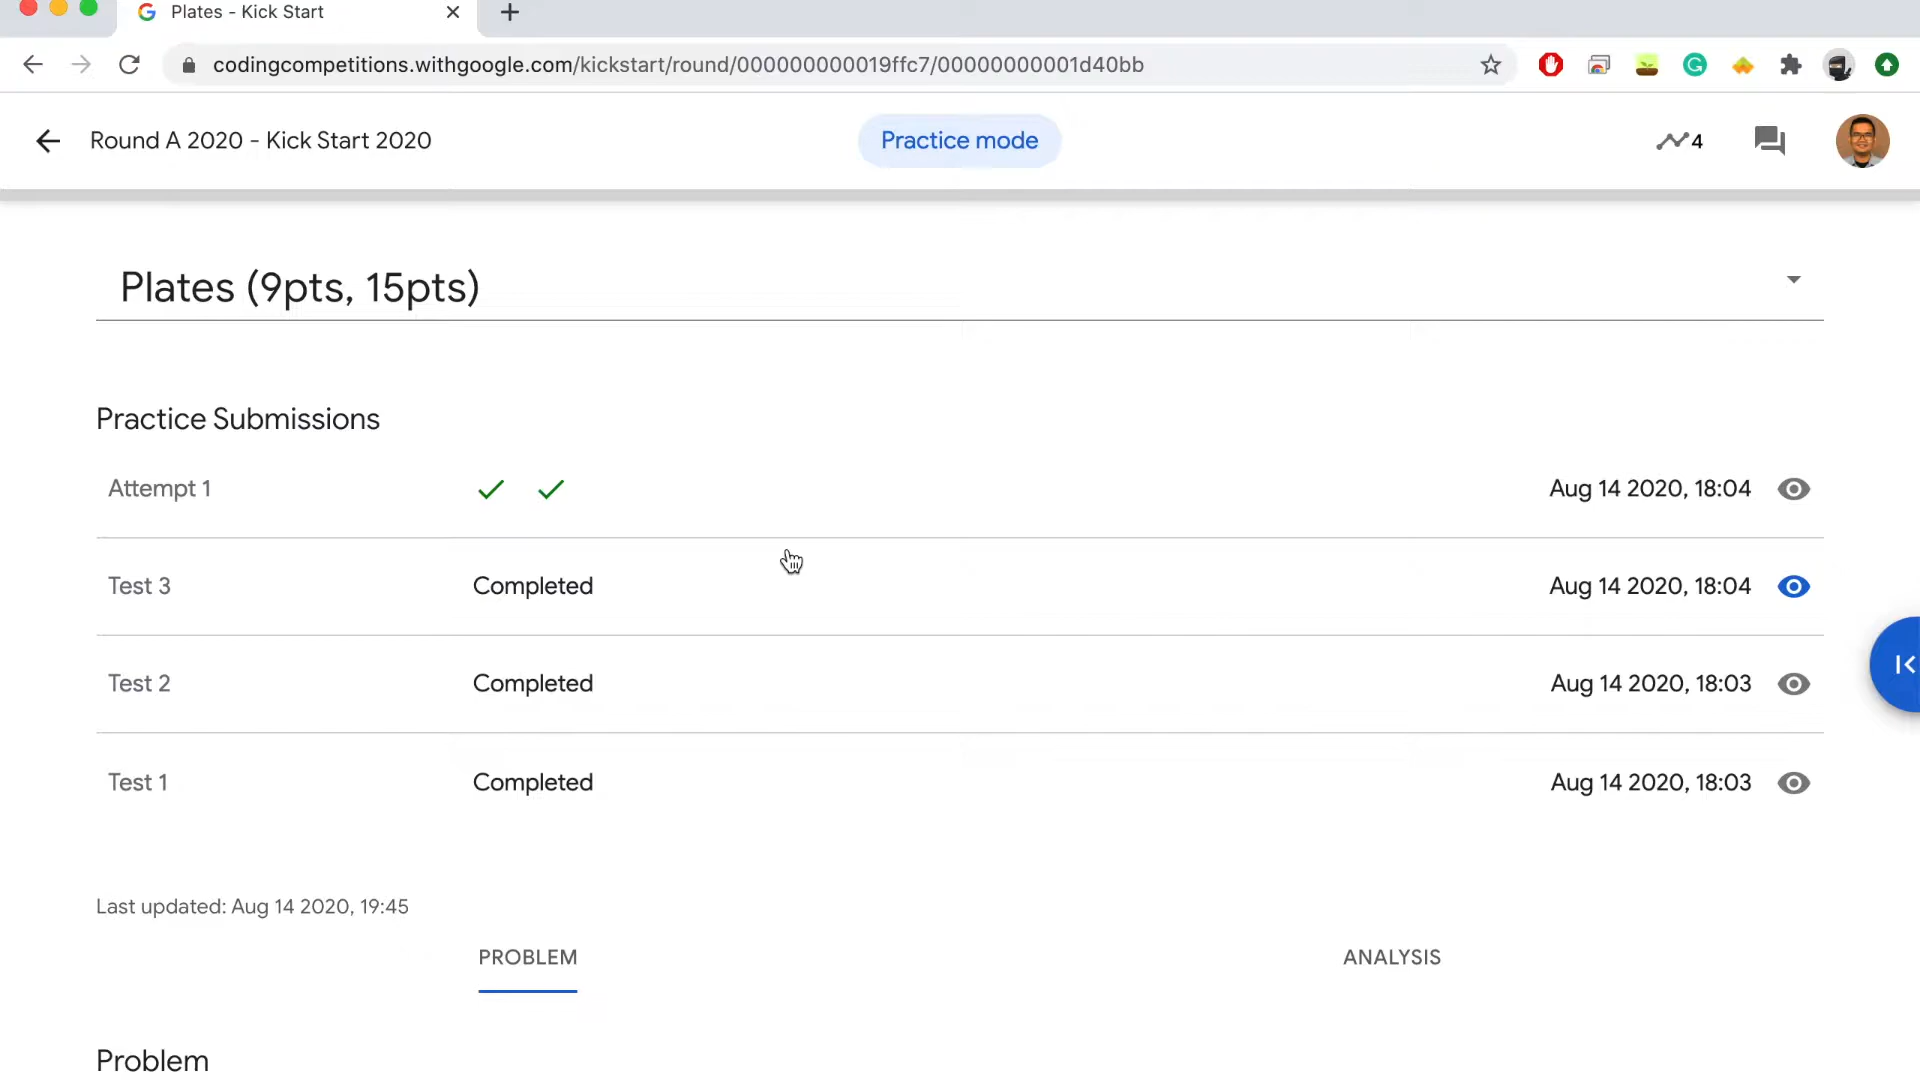 Plates - Kick Start
codingcompetitions.withgoogle.com/kickstart/round/000000000019ffc7/00000000001d40bb
Round A 2020 - Kick Start 2020
Practice mode
4
Plates (9pts, 15pts)
Practice Submissions
Attempt 1 Aug 14 2020, 18:04
Test 3 Completed Aug 14 2020, 18:04
Test 2 Completed Aug 14 2020, 18:03
Test 1 Completed Aug 14 2020, 18:03
Last updated: Aug 14 2020, 19:45
PROBLEM ANALYSIS
Problem